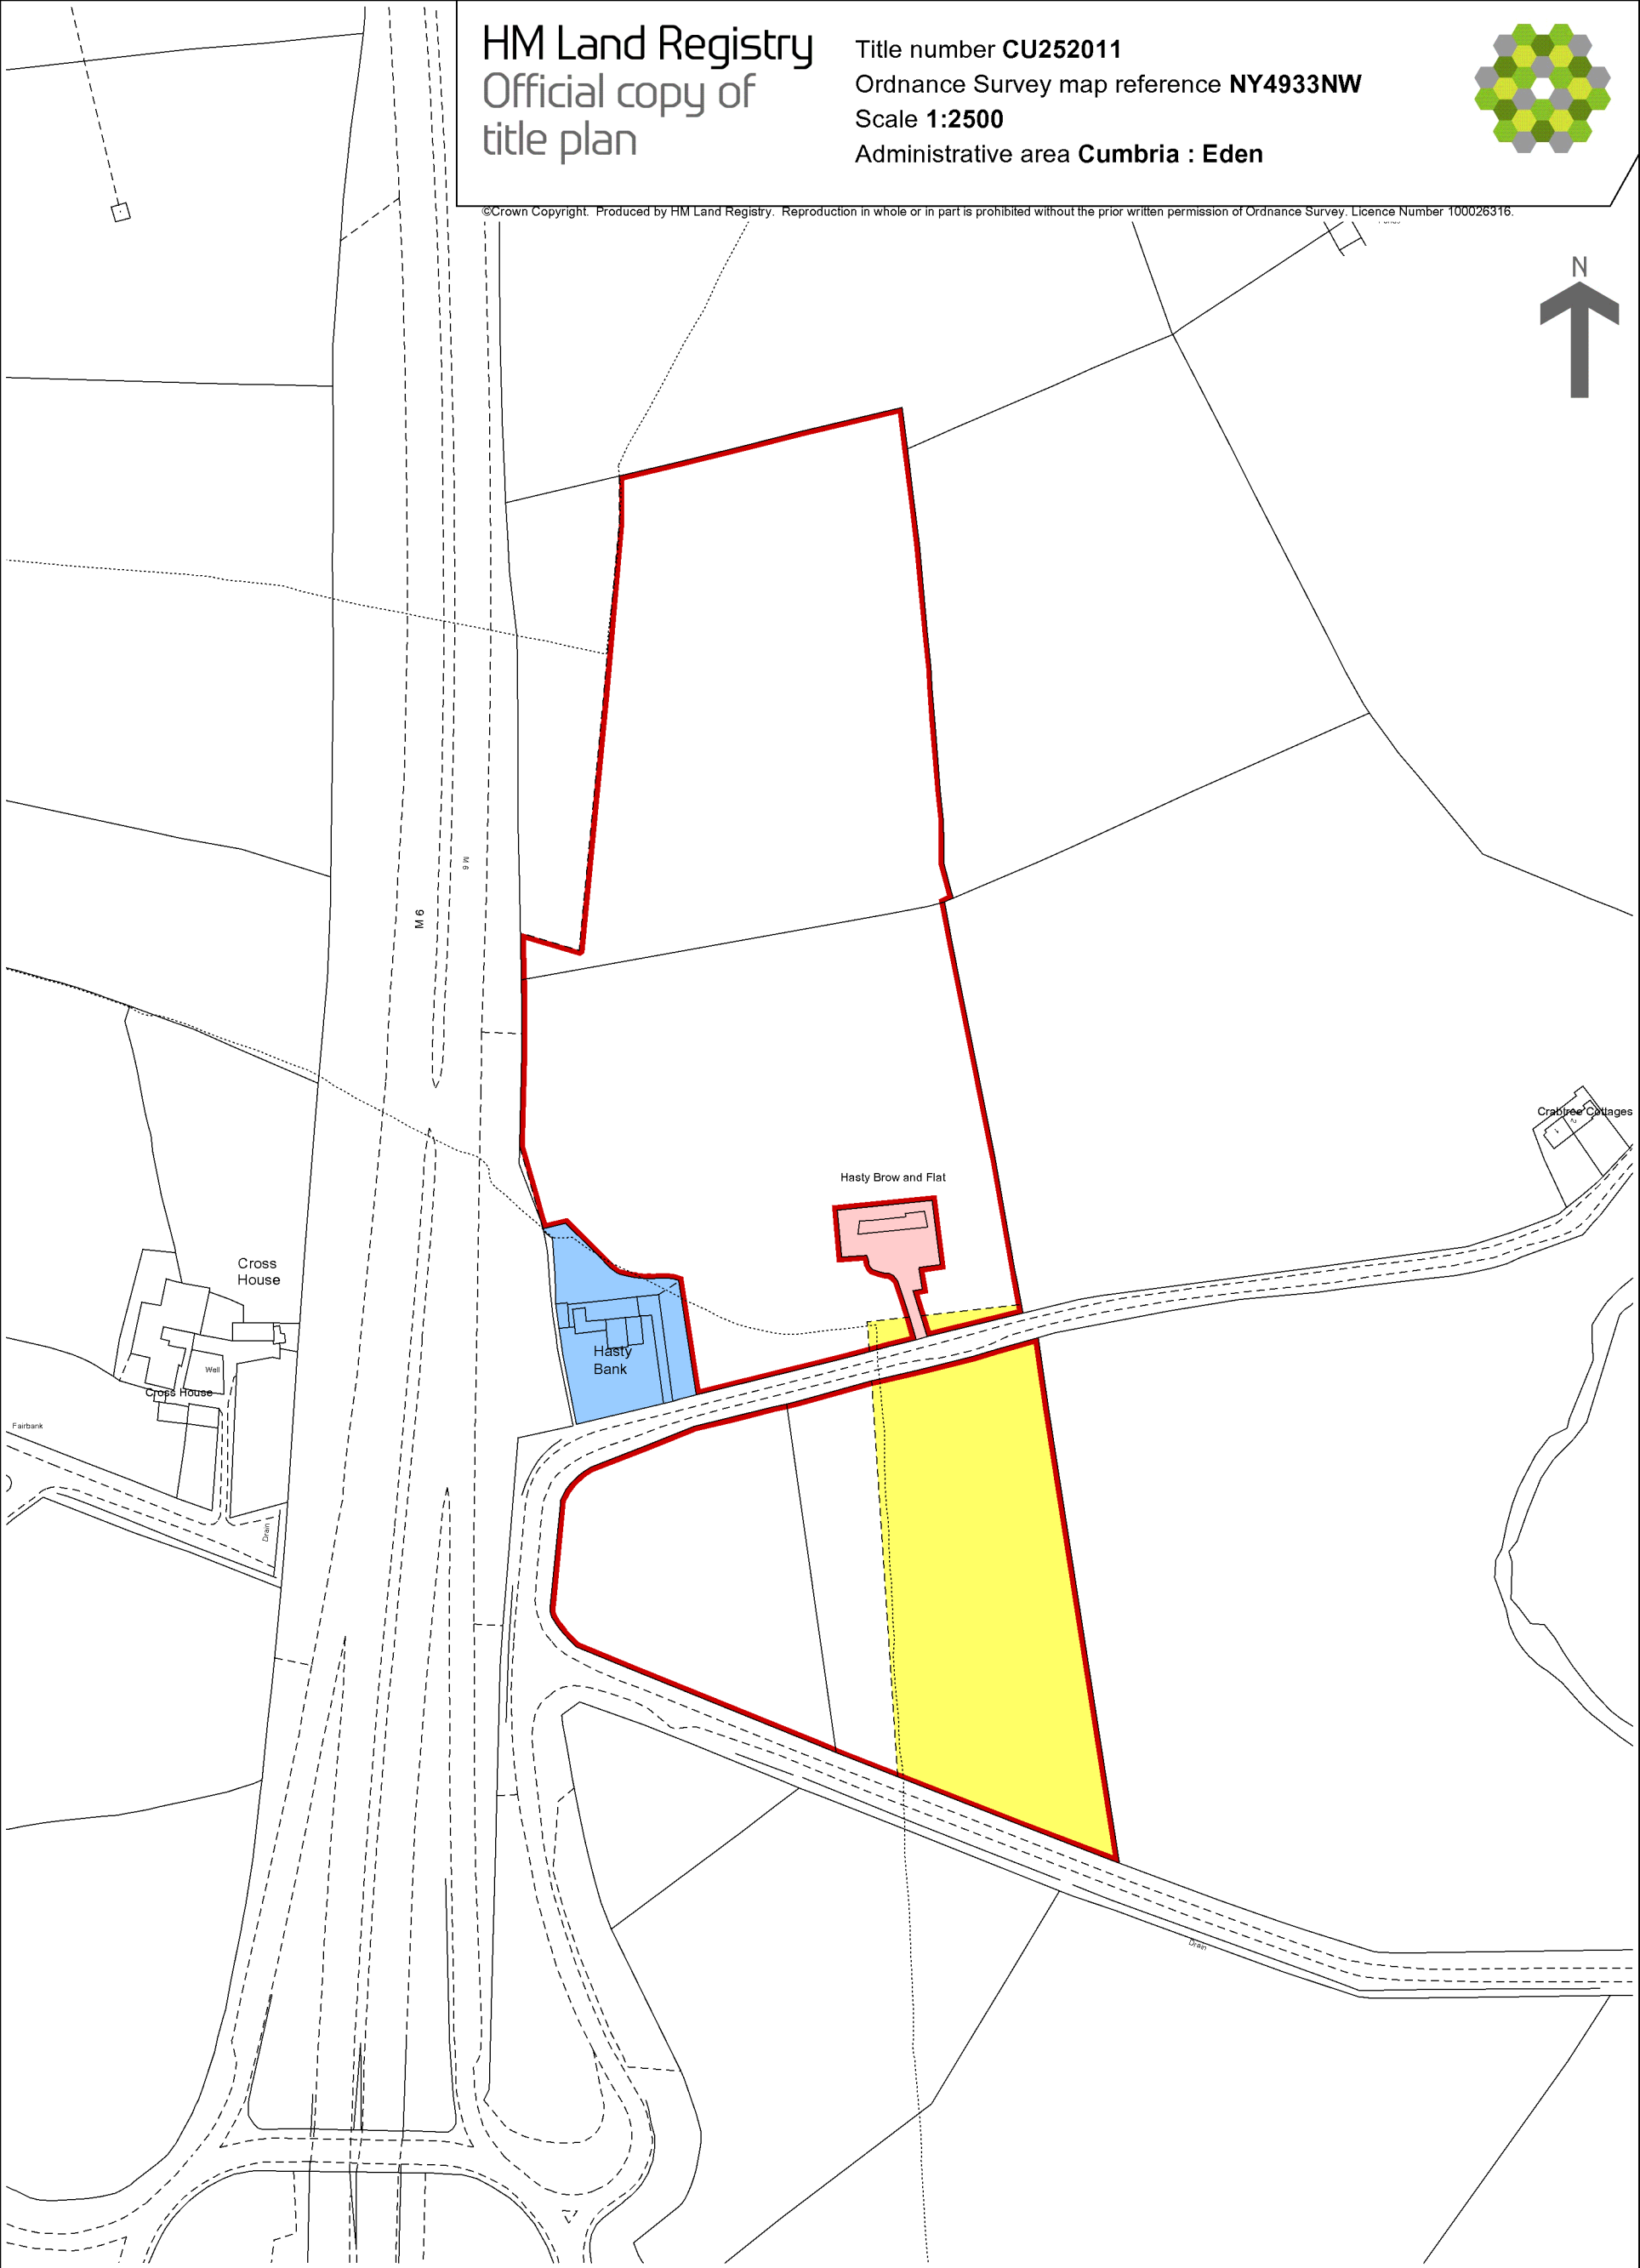 HM Land Registry
Official copy of
title plan
Title number CU252011
Ordnance Survey map reference NY4933NW
Scale 1:2500
Administrative area Cumbria : Eden
©Crown Copyright. Produced by HM Land Registry. Reproduction in whole or in part is prohibited without the prior written permission of Ordnance Survey. Licence Number 100026316.
N
M 6
M 6
Crabtree Cottages
1
2
Hasty Brow and Flat
Cross
House
Hasty
Bank
Well
Cross House
Fairbank
Drain
Drain